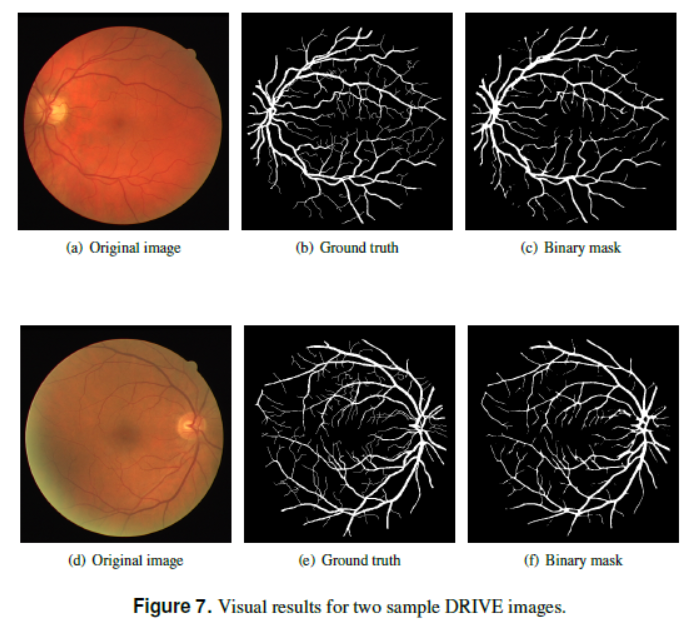 (a) Original image
(b) Ground truth
(c) Binary mask
(d) Original image
(e) Ground truth
(f) Binary mask
Figure 7. Visual results for two sample DRIVE images.